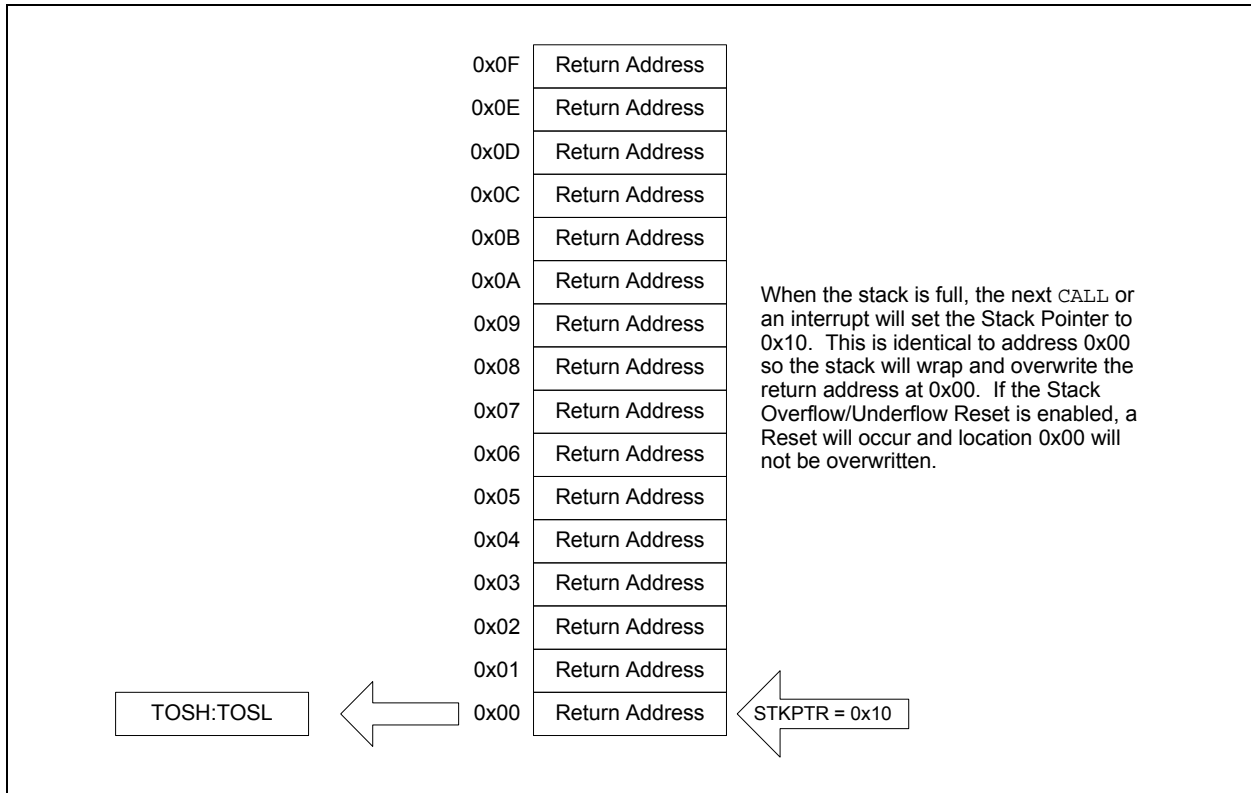 0x0F Return Address
0x0E Return Address
0x0D Return Address
0x0C Return Address
0x0B Return Address
0x0A Return Address
0x09 Return Address
0x08 Return Address
0x07 Return Address
0x06 Return Address
0x05 Return Address
0x04 Return Address
0x03 Return Address
0x02 Return Address
0x01 Return Address
TOSH:TOSL 0x00 Return Address STKPTR = 0x10
When the stack is full, the next CALL or
an interrupt will set the Stack Pointer to
0x10. This is identical to address 0x00
so the stack will wrap and overwrite the
return address at 0x00. If the Stack
Overflow/Underflow Reset is enabled, a
Reset will occur and location 0x00 will
not be overwritten.